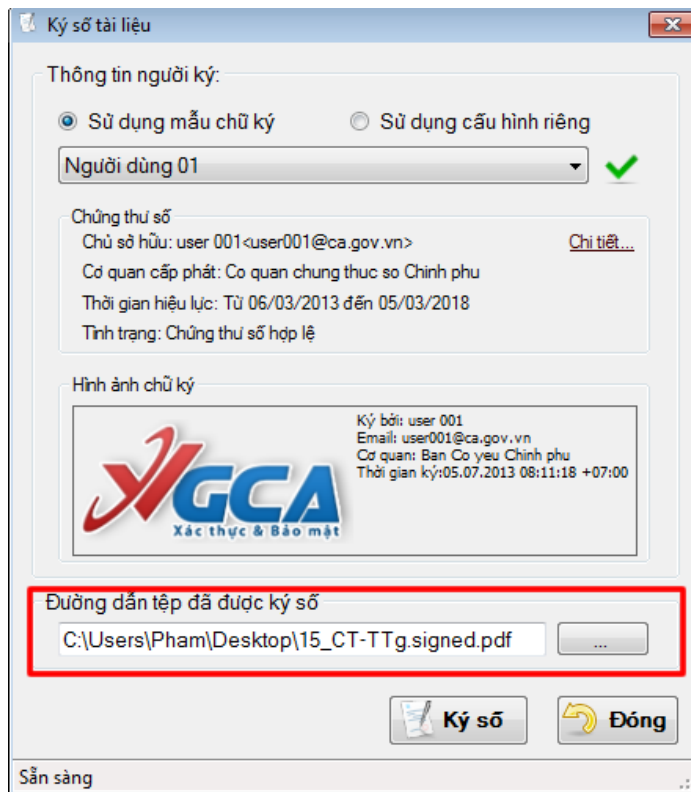 Ký số tài liệu
Thông tin người ký:
Sử dụng mẫu chữ ký
Sử dụng cấu hình riêng
Người dùng 01
Chứng thư số
Chủ sở hữu: user 001<user001@ca.gov.vn>
Chi tiết...
Cơ quan cấp phát: Co quan chung thuc so Chinh phu
Thời gian hiệu lực: Từ 06/03/2013 đến 05/03/2018
Tình trạng: Chứng thư số hợp lệ
Hình ảnh chữ ký
VGCA
Xác thực & Bảo mật
Ký bởi: user 001
Email: user001@ca.gov.vn
Cơ quan: Ban Co yeu Chinh phu
Thời gian ký:05.07.2013 08:11:18 +07:00
Đường dẫn tệp đã được ký số
C:\Users\Pham\Desktop\15_CT-TTg.signed.pdf
...
Ký số
Đóng
Sẵn sàng